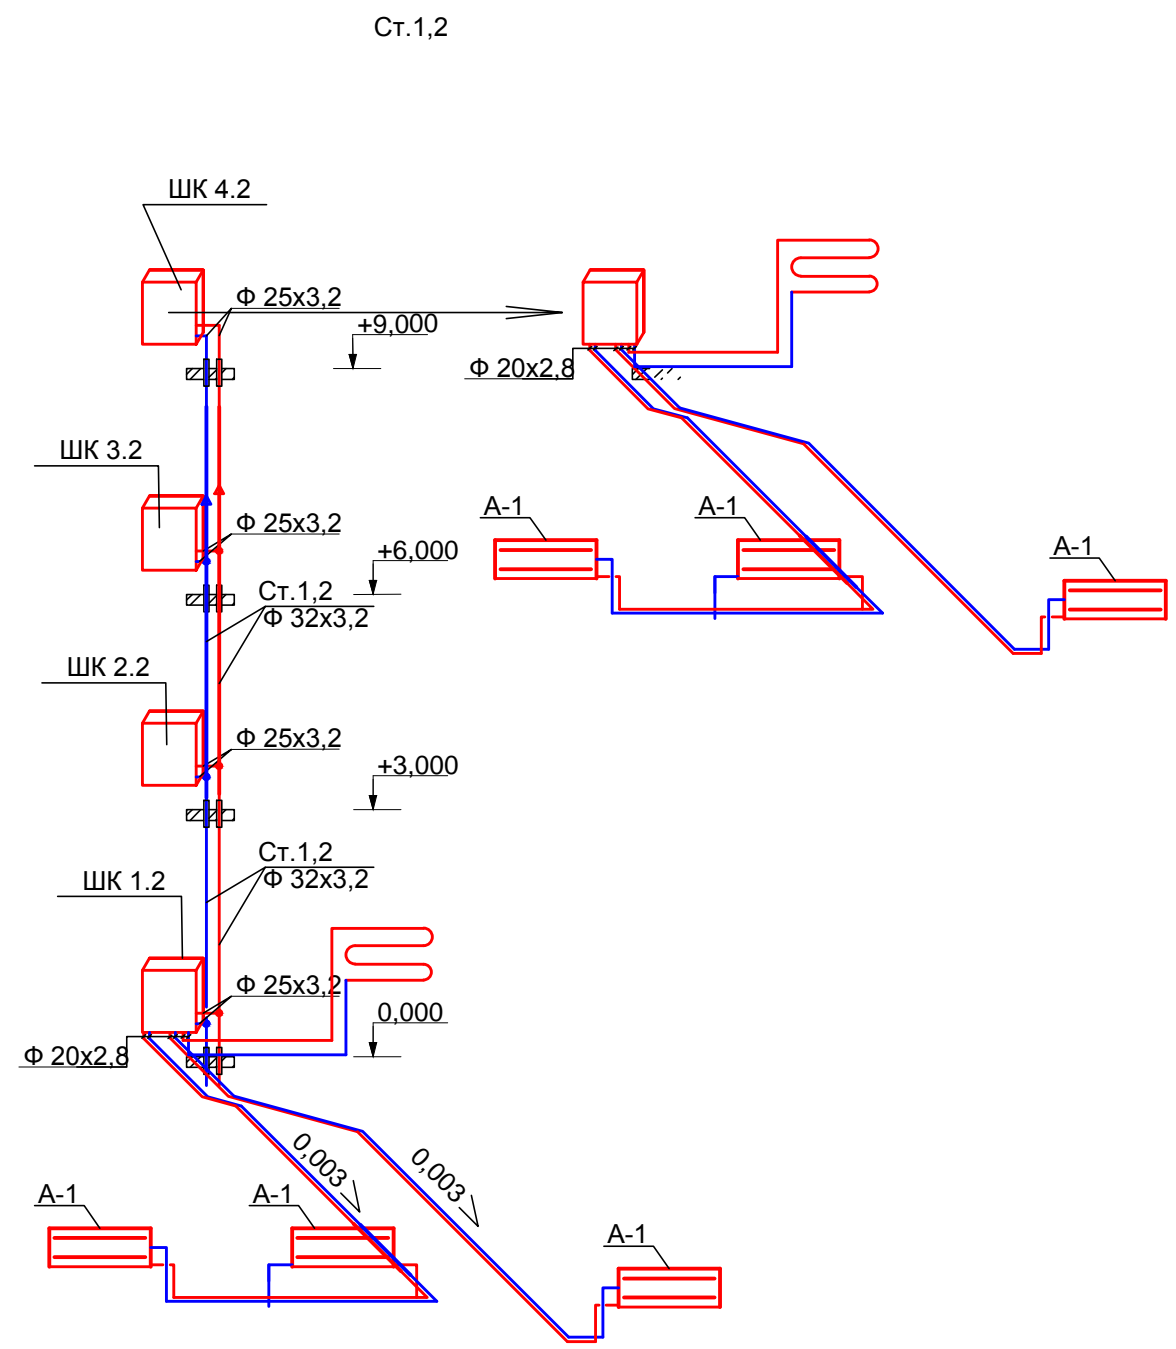 Ст.1,2
ШК 4.2
Ф 25х3,2
+9,000
Ф 20х2,8
ШК 3.2
А-1
А-1
Ф 25х3,2
А-1
+6,000
Ст.1,2
Ф 32х3,2
ШК 2.2
Ф 25х3,2
+3,000
Ст.1,2
Ф 32х3,2
ШК 1.2
Ф 25х3,2
0,000
Ф 20х2,8
0,003
0,003
А-1
А-1
А-1